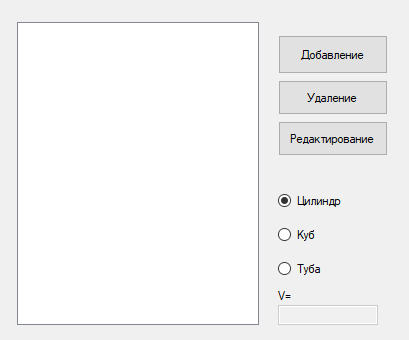 Добавление
Удаление
Редактирование
Цилиндр
Куб
Туба
V=